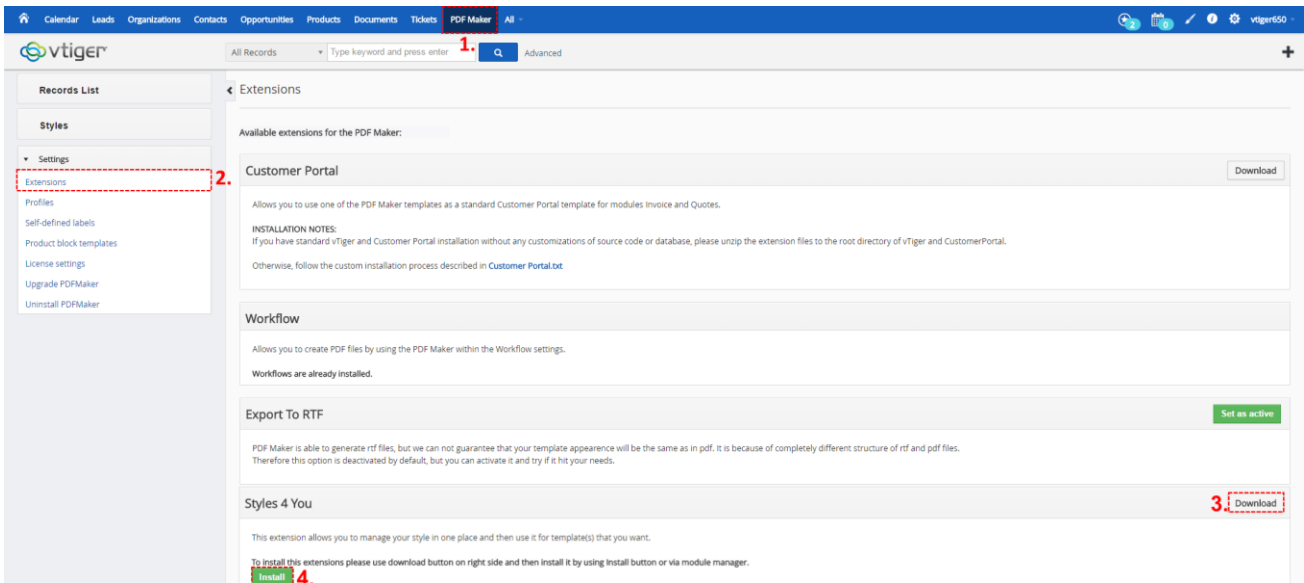 Calendar Leads Organizations Contacts Opportunities Products Documents Tickets PDF Maker All 2 0 vtiger650
1.
vtiger All Records Type keyword and press enter Advanced
Records List
Extensions
Styles
Available extensions for the PDF Maker:
Settings
Extensions
2.
Profiles
Self-defined labels
Product block templates
License settings
Upgrade PDFMaker
Uninstall PDFMaker
Customer Portal
Download
Allows you to use one of the PDF Maker templates as a standard Customer Portal template for modules Invoice and Quotes.
INSTALLATION NOTES:
If you have standard vTiger and Customer Portal installation without any customizations of source code or database, please unzip the extension files to the root directory of vTiger and CustomerPortal.
Otherwise, follow the custom installation process described in Customer Portal.txt
Workflow
Allows you to create PDF files by using the PDF Maker within the Workflow settings.
Workflows are already installed.
Export To RTF
Set as active
PDF Maker is able to generate rtf files, but we can not guarantee that your template appearence will be the same as in pdf. It is because of completely different structure of rtf and pdf files.
Therefore this option is deactivated by default, but you can activate it and try if it hit your needs.
Styles 4 You
3. Download
This extension allows you to manage your style in one place and then use it for template(s) that you want.
To install this extensions please use download button on right side and then install it by using Install button or via module manager.
Install 4.